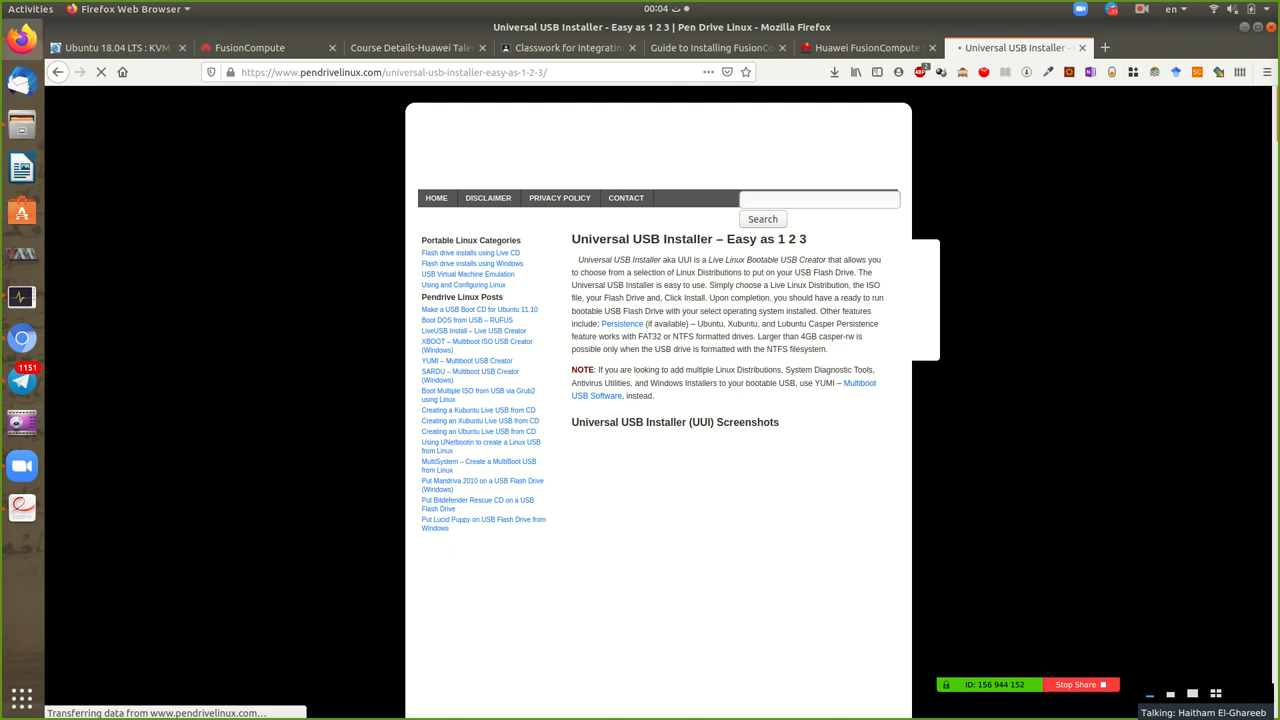 Activities
Firefox Web Browser
00:04 ت
en
Universal USB Installer - Easy as 1 2 3 | Pen Drive Linux - Mozilla Firefox
Ubuntu 18.04 LTS : KVM
FusionCompute
Course Details-Huawei Tale
Classwork for Integratin
Guide to Installing FusionCo
Huawei FusionCompute
Universal USB Installer -
https://www.pendrivelinux.com/universal-usb-installer-easy-as-1-2-3/
ABP
2
SC
HOME
DISCLAIMER
PRIVACY POLICY
CONTACT
Search
Portable Linux Categories
Flash drive installs using Live CD
Flash drive installs using Windows
USB Virtual Machine Emulation
Using and Configuring Linux
Pendrive Linux Posts
Make a USB Boot CD for Ubuntu 11.10
Boot DOS from USB – RUFUS
LiveUSB Install – Live USB Creator
XBOOT – Multiboot ISO USB Creator
(Windows)
YUMI – Multiboot USB Creator
SARDU – Multiboot USB Creator
(Windows)
Boot Multiple ISO from USB via Grub2
using Linux
Creating a Kubuntu Live USB from CD
Creating an Xubuntu Live USB from CD
Creating an Ubuntu Live USB from CD
Using UNetbootin to create a Linux USB
from Linux
MultiSystem – Create a MultiBoot USB
from Linux
Put Mandriva 2010 on a USB Flash Drive
(Windows)
Put Bitdefender Rescue CD on a USB
Flash Drive
Put Lucid Puppy on USB Flash Drive from
Windows
Universal USB Installer – Easy as 1 2 3
Universal USB Installer aka UUI is a Live Linux Bootable USB Creator that allows you
to choose from a selection of Linux Distributions to put on your USB Flash Drive. The
Universal USB Installer is easy to use. Simply choose a Live Linux Distribution, the ISO
file, your Flash Drive and, Click Install. Upon completion, you should have a ready to run
bootable USB Flash Drive with your select operating system installed. Other features
include; Persistence (if available) – Ubuntu, Xubuntu, and Lubuntu Casper Persistence
feature works with FAT32 or NTFS formatted drives. Larger than 4GB casper-rw is
possible only when the USB drive is formatted with the NTFS filesystem.
NOTE: If you are looking to add multiple Linux Distributions, System Diagnostic Tools,
Antivirus Utilities, and Windows Installers to your bootable USB, use YUMI – Multiboot
USB Software, instead.
Universal USB Installer (UUI) Screenshots
1151
ID: 156 944 152
Stop Share
Transferring data from www.pendrivelinux.com…
Talking: Haitham El-Ghareeb